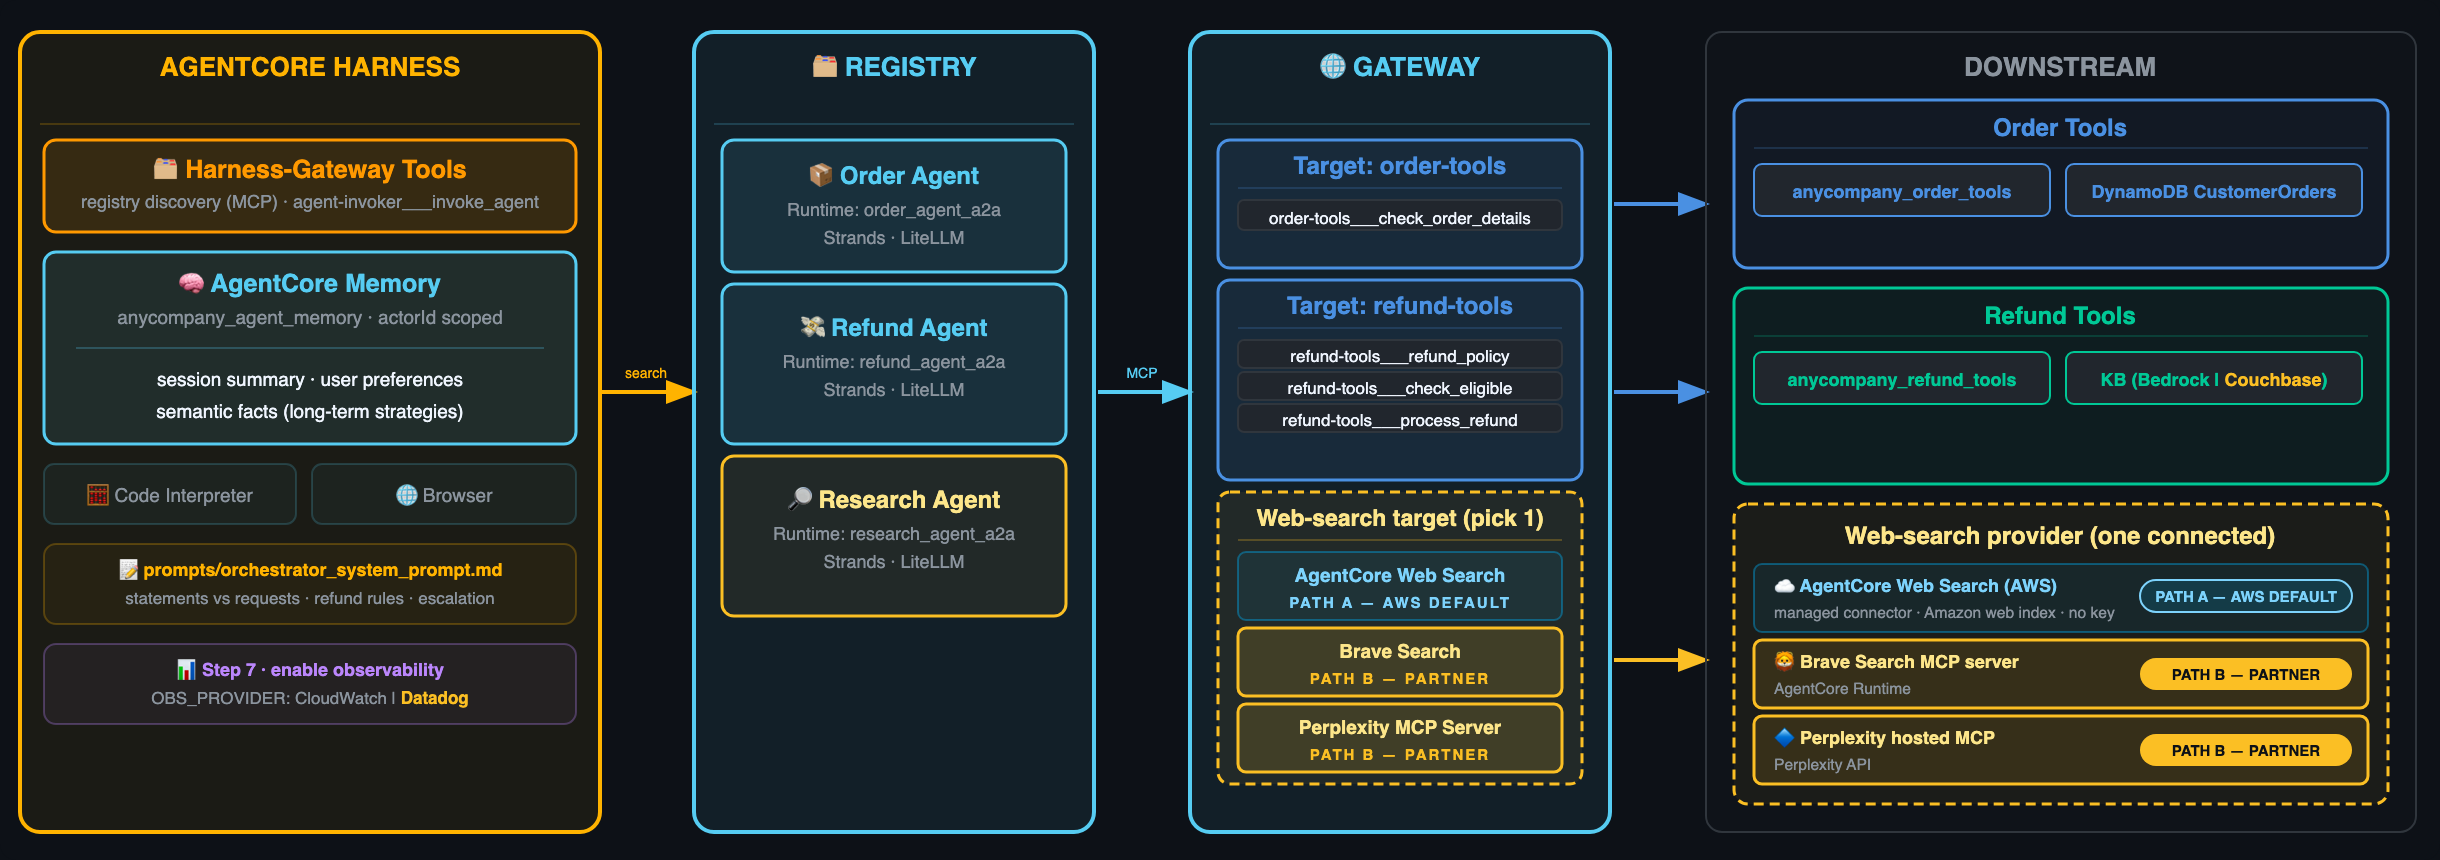 AGENTCORE HARNESS
Harness-Gateway Tools
registry discovery (MCP) · agent-invoker___invoke_agent
AgentCore Memory
anycompany_agent_memory · actorId scoped
session summary · user preferences
semantic facts (long-term strategies)
Code Interpreter
Browser
prompts/orchestrator_system_prompt.md
statements vs requests · refund rules · escalation
Step 7 · enable observability
OBS_PROVIDER: CloudWatch | Datadog
search
REGISTRY
Order Agent
Runtime: order_agent_a2a
Strands · LiteLLM
Refund Agent
Runtime: refund_agent_a2a
Strands · LiteLLM
Research Agent
Runtime: research_agent_a2a
Strands · LiteLLM
MCP
GATEWAY
Target: order-tools
order-tools___check_order_details
Target: refund-tools
refund-tools___refund_policy
refund-tools___check_eligible
refund-tools___process_refund
Web-search target (pick 1)
AgentCore Web Search
PATH A — AWS DEFAULT
Brave Search
PATH B — PARTNER
Perplexity MCP Server
PATH B — PARTNER
DOWNSTREAM
Order Tools
anycompany_order_tools
DynamoDB CustomerOrders
Refund Tools
anycompany_refund_tools
KB (Bedrock | Couchbase)
Web-search provider (one connected)
AgentCore Web Search (AWS)
managed connector · Amazon web index · no key
PATH A — AWS DEFAULT
Brave Search MCP server
AgentCore Runtime
PATH B — PARTNER
Perplexity hosted MCP
Perplexity API
PATH B — PARTNER